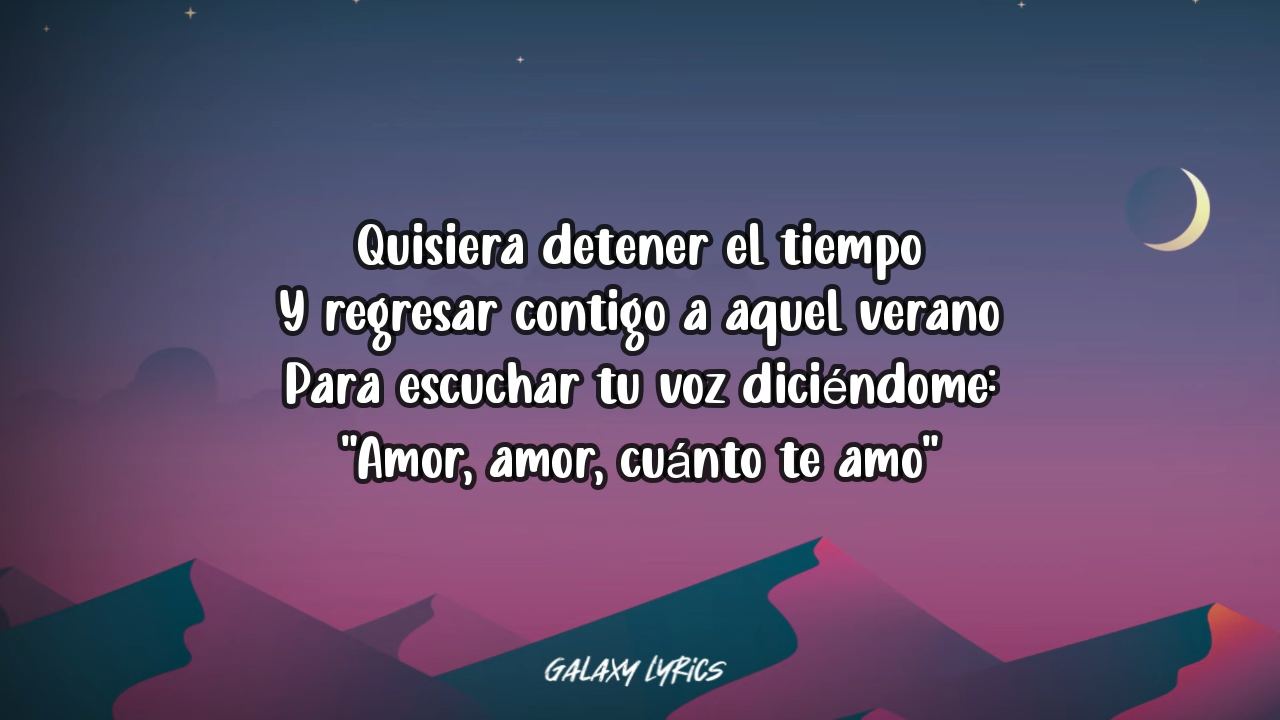 Quisiera detener el tiempo
Y regresar contigo a aquel verano
Para escuchar tu voz diciéndome:
"Amor, amor, cuánto te amo"
GALAXY LYRICS